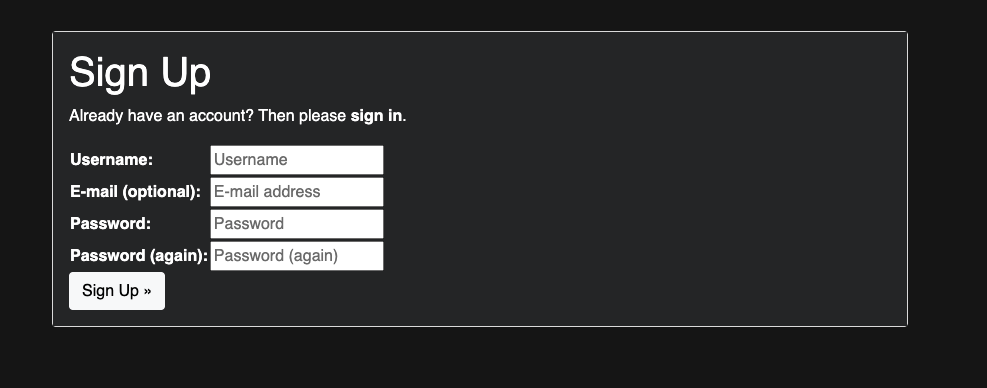 Sign Up
Already have an account? Then please sign in.
Username: Username
E-mail (optional): E-mail address
Password: Password
Password (again): Password (again)
Sign Up »